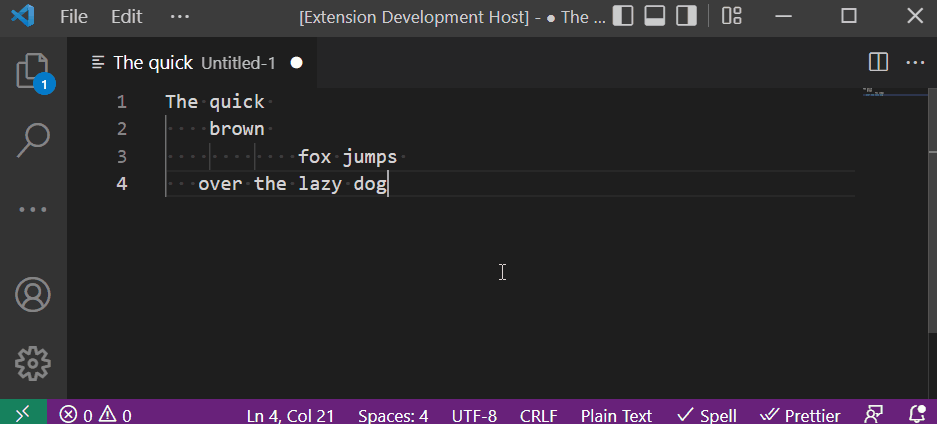 File Edit ··· [Extension Development Host] - ● The ...
The quick Untitled-1 ●
1
1 The quick
2     brown
3             fox jumps
4    over the lazy dog
0 0 Ln 4, Col 21 Spaces: 4 UTF-8 CRLF Plain Text Spell Prettier